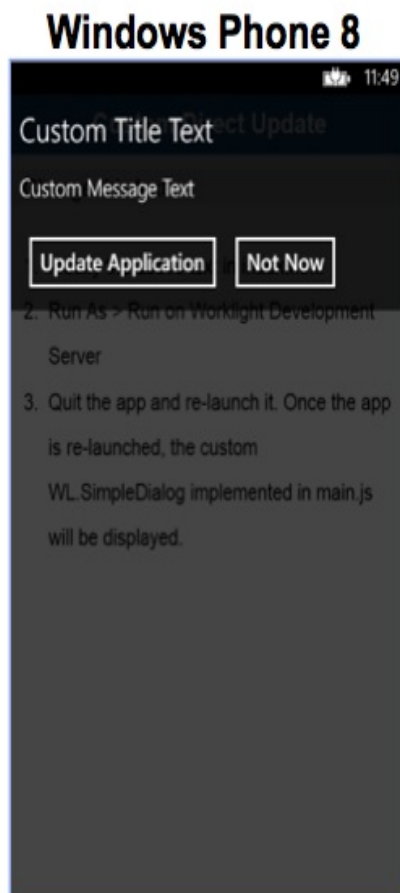 Windows Phone 8
11:49
Direct Update
Custom Title Text
Custom Message Text
Update Application
Not Now
2. Run As > Run on Worklight Development
Server
3. Quit the app and re-launch it. Once the app
is re-launched, the custom
WL.SimpleDialog implemented in main.js
will be displayed.